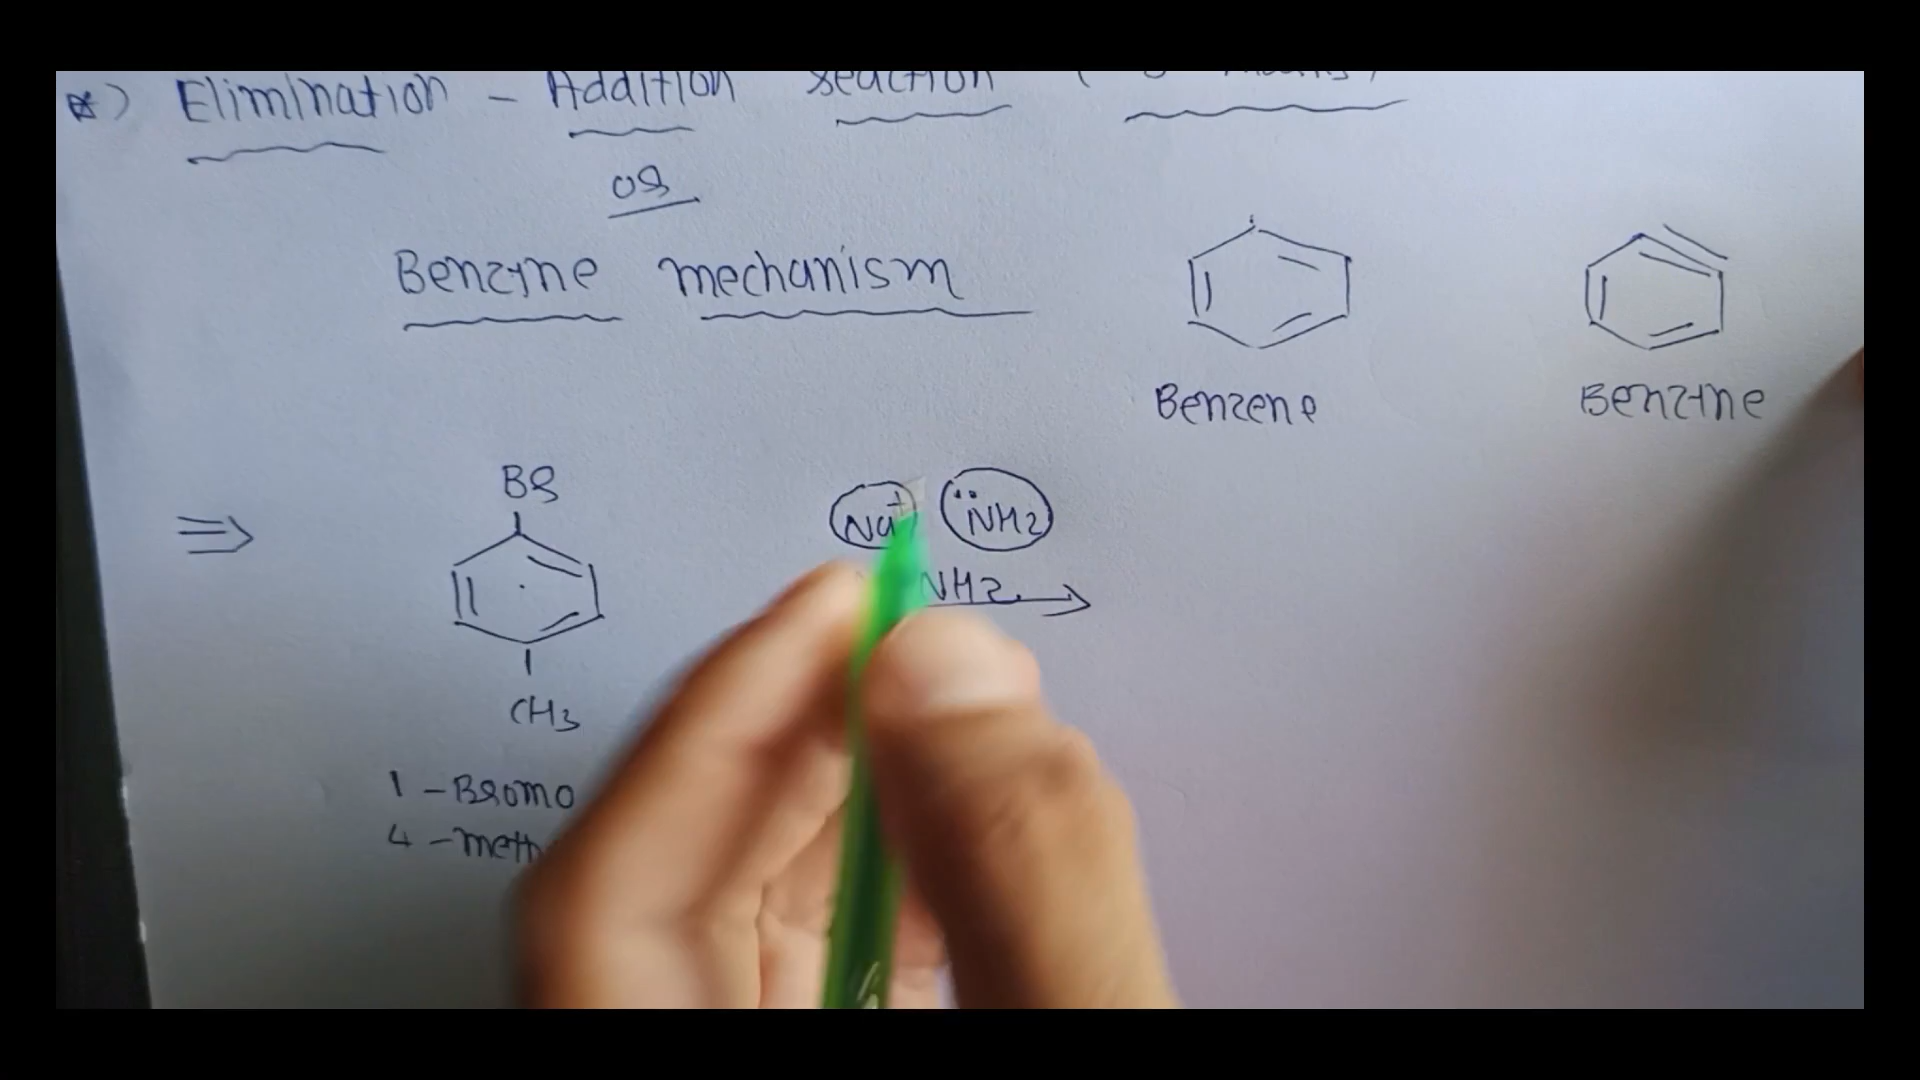 *) Elimination - Addition reaction
or
Benzyne mechanism
Benzene
Benzyne
Br
Na+ :NH2
NH2
CH3
1 - Bromo
4 - meth